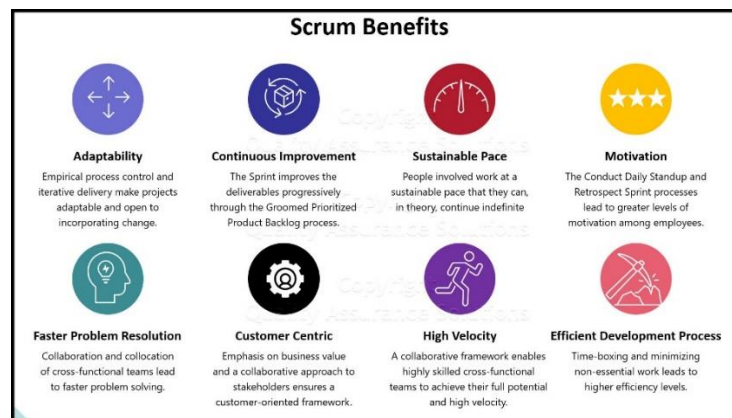 Scrum Benefits
Adaptability
Empirical process control and
iterative delivery make projects
adaptable and open to
incorporating change.
Continuous Improvement
The Sprint improves the
deliverables progressively
through the Groomed Prioritized
Product Backlog process.
Sustainable Pace
People involved work at a
sustainable pace that they can,
in theory, continue indefinite
Motivation
The Conduct Daily Standup and
Retrospect Sprint processes
lead to greater levels of
motivation among employees.
Faster Problem Resolution
Collaboration and collocation
of cross-functional teams lead
to faster problem solving.
Customer Centric
Emphasis on business value
and a collaborative approach to
stakeholders ensures a
customer-oriented framework.
High Velocity
A collaborative framework enables
highly skilled cross-functional
teams to achieve their full potential
and high velocity.
Efficient Development Process
Time-boxing and minimizing
non-essential work leads to
higher efficiency levels.